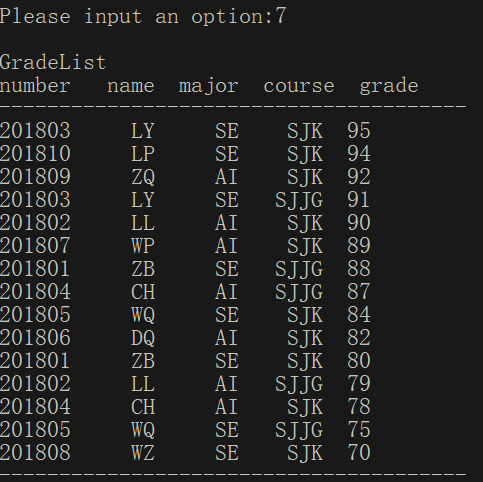 Please input an option:7
GradeList
number name major course grade
---------------------------------------
201803 LY SE SJK 95
201810 LP SE SJK 94
201809 ZQ AI SJK 92
201803 LY SE SJJG 91
201802 LL AI SJK 90
201807 WP AI SJK 89
201801 ZB SE SJJG 88
201804 CH AI SJJG 87
201805 WQ SE SJK 84
201806 DQ AI SJK 82
201801 ZB SE SJK 80
201802 LL AI SJJG 79
201804 CH AI SJK 78
201805 WQ SE SJJG 75
201808 WZ SE SJK 70
---------------------------------------